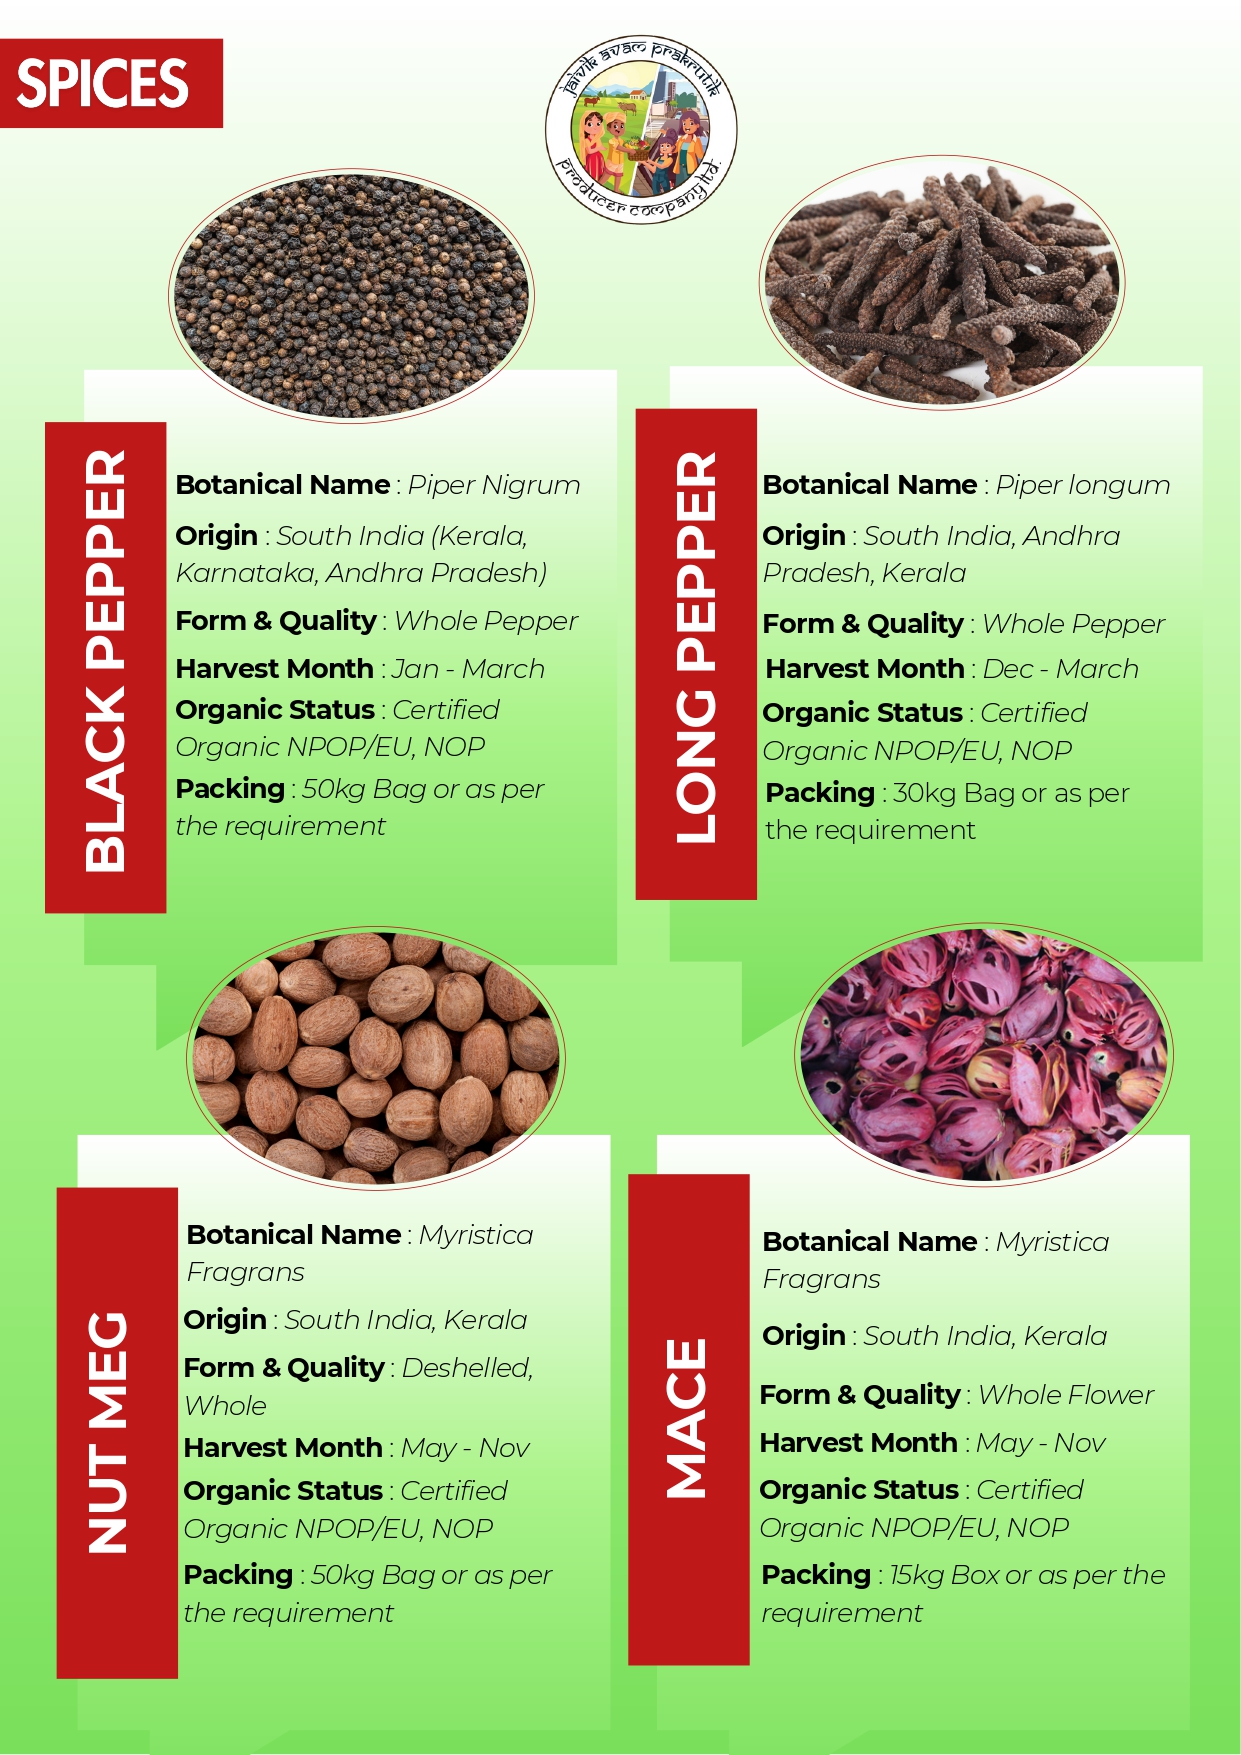 SPICES
jaivik avam prakrutik
producer company ltd.
BLACK PEPPER
Botanical Name : Piper Nigrum
Origin : South India (Kerala,
Karnataka, Andhra Pradesh)
Form & Quality : Whole Pepper
Harvest Month : Jan - March
Organic Status : Certified
Organic NPOP/EU, NOP
Packing : 50kg Bag or as per
the requirement
LONG PEPPER
Botanical Name : Piper longum
Origin : South India, Andhra
Pradesh, Kerala
Form & Quality : Whole Pepper
Harvest Month : Dec - March
Organic Status : Certified
Organic NPOP/EU, NOP
Packing : 30kg Bag or as per
the requirement
NUT MEG
Botanical Name : Myristica
Fragrans
Origin : South India, Kerala
Form & Quality : Deshelled,
Whole
Harvest Month : May - Nov
Organic Status : Certified
Organic NPOP/EU, NOP
Packing : 50kg Bag or as per
the requirement
MACE
Botanical Name : Myristica
Fragrans
Origin : South India, Kerala
Form & Quality : Whole Flower
Harvest Month : May - Nov
Organic Status : Certified
Organic NPOP/EU, NOP
Packing : 15kg Box or as per the
requirement